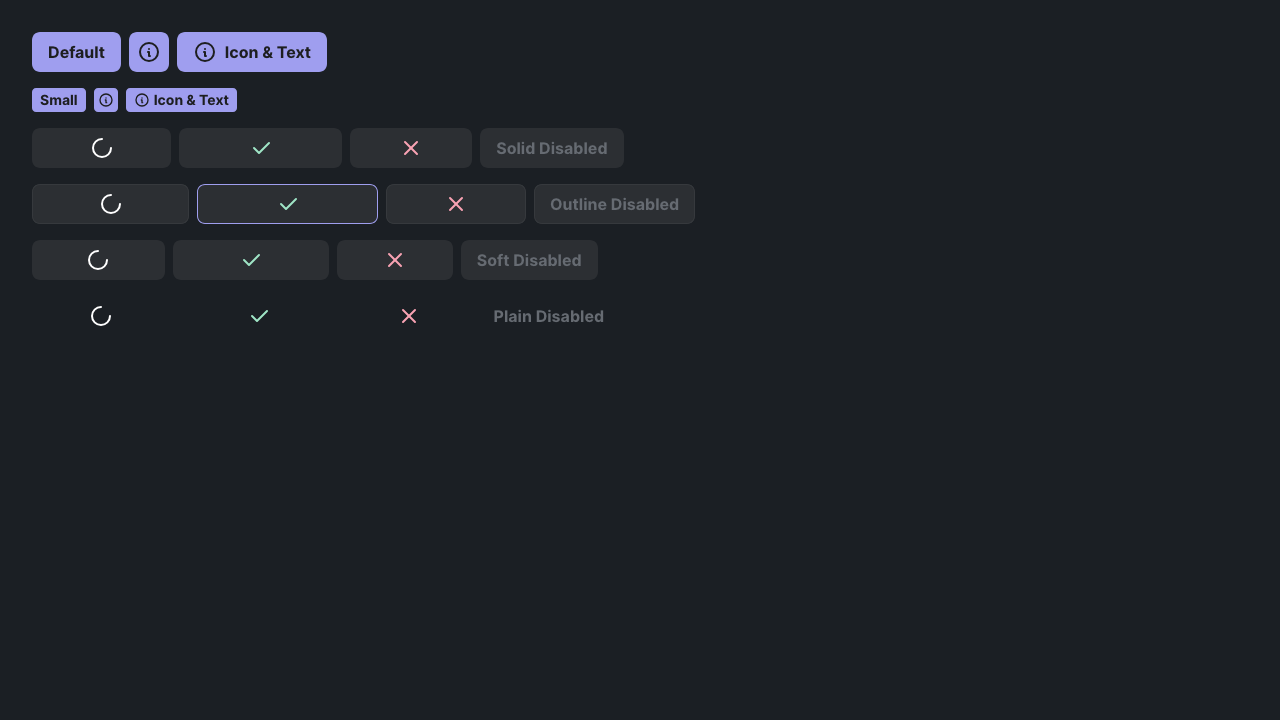 Default Icon & Text
Small Icon & Text
Solid Disabled
Outline Disabled
Soft Disabled
Plain Disabled